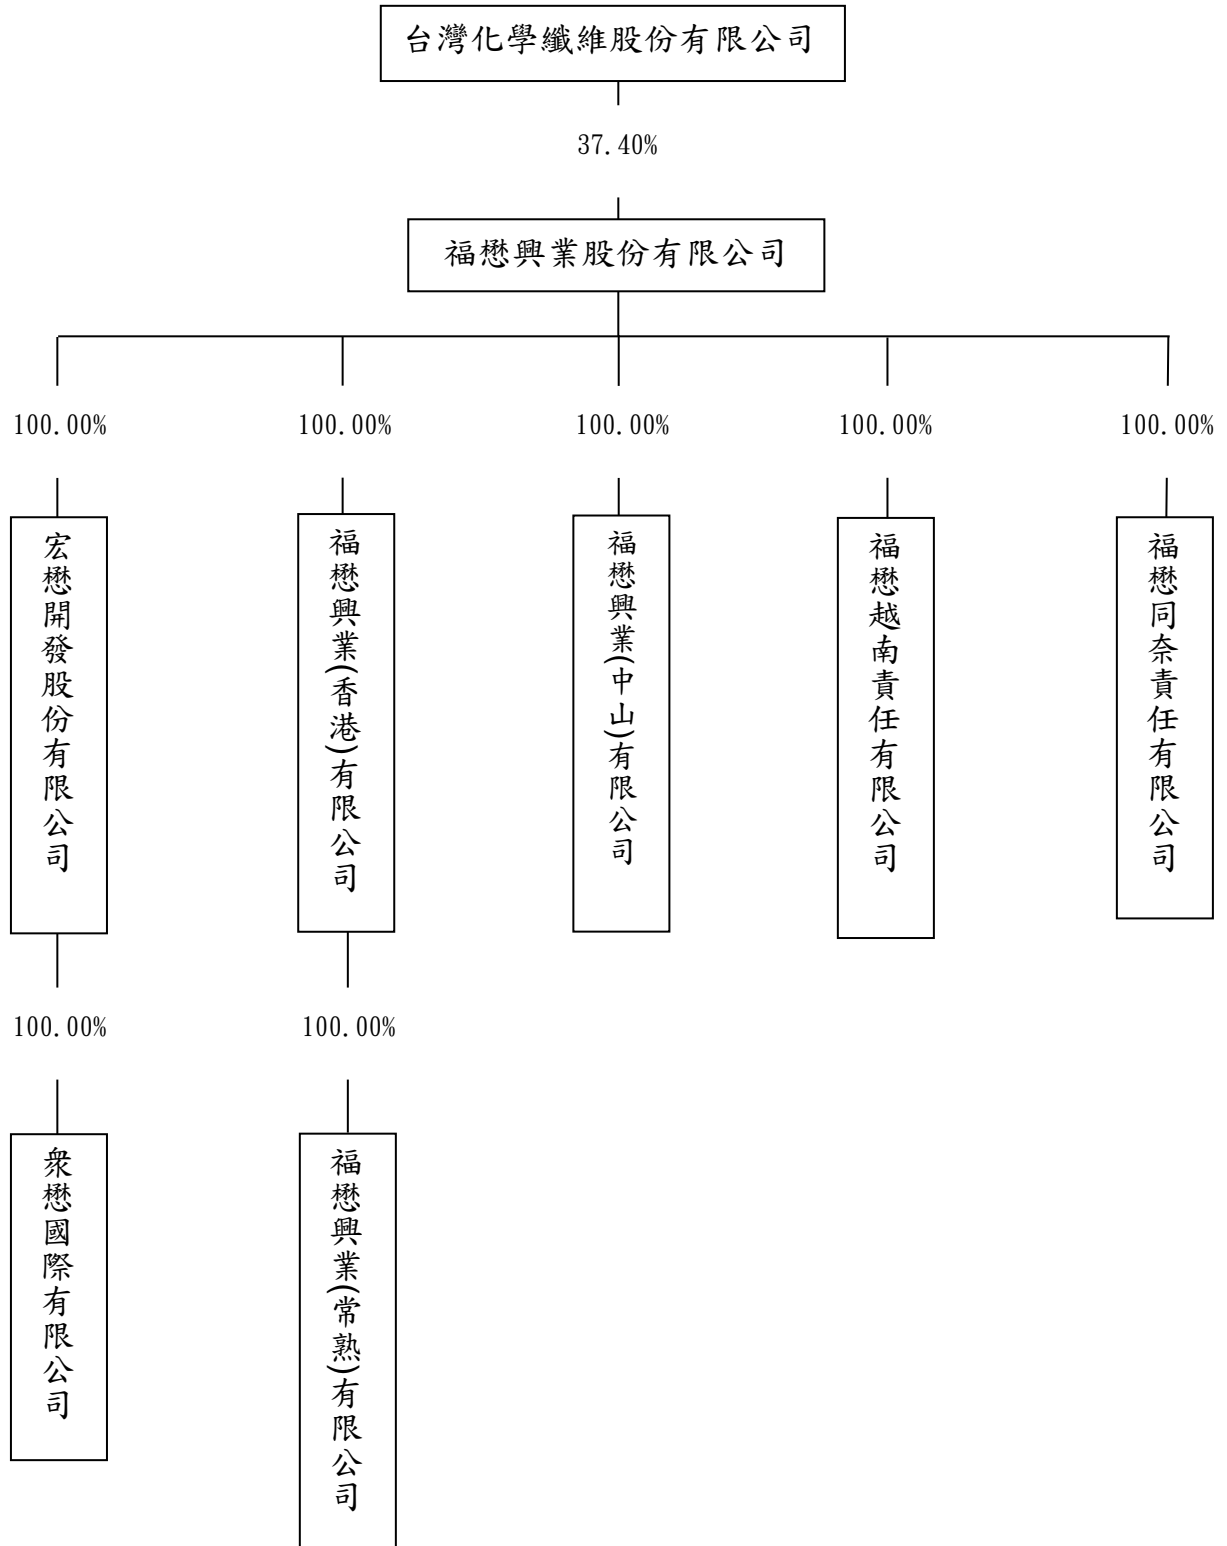 台灣化學纖維股份有限公司
37.40%
福懋興業股份有限公司
100.00%
100.00%
100.00%
100.00%
100.00%
宏懋開發股份有限公司
福懋興業(香港)有限公司
福懋興業(中山)有限公司
福懋越南責任有限公司
福懋同奈責任有限公司
100.00%
100.00%
眾懋國際有限公司
福懋興業(常熟)有限公司